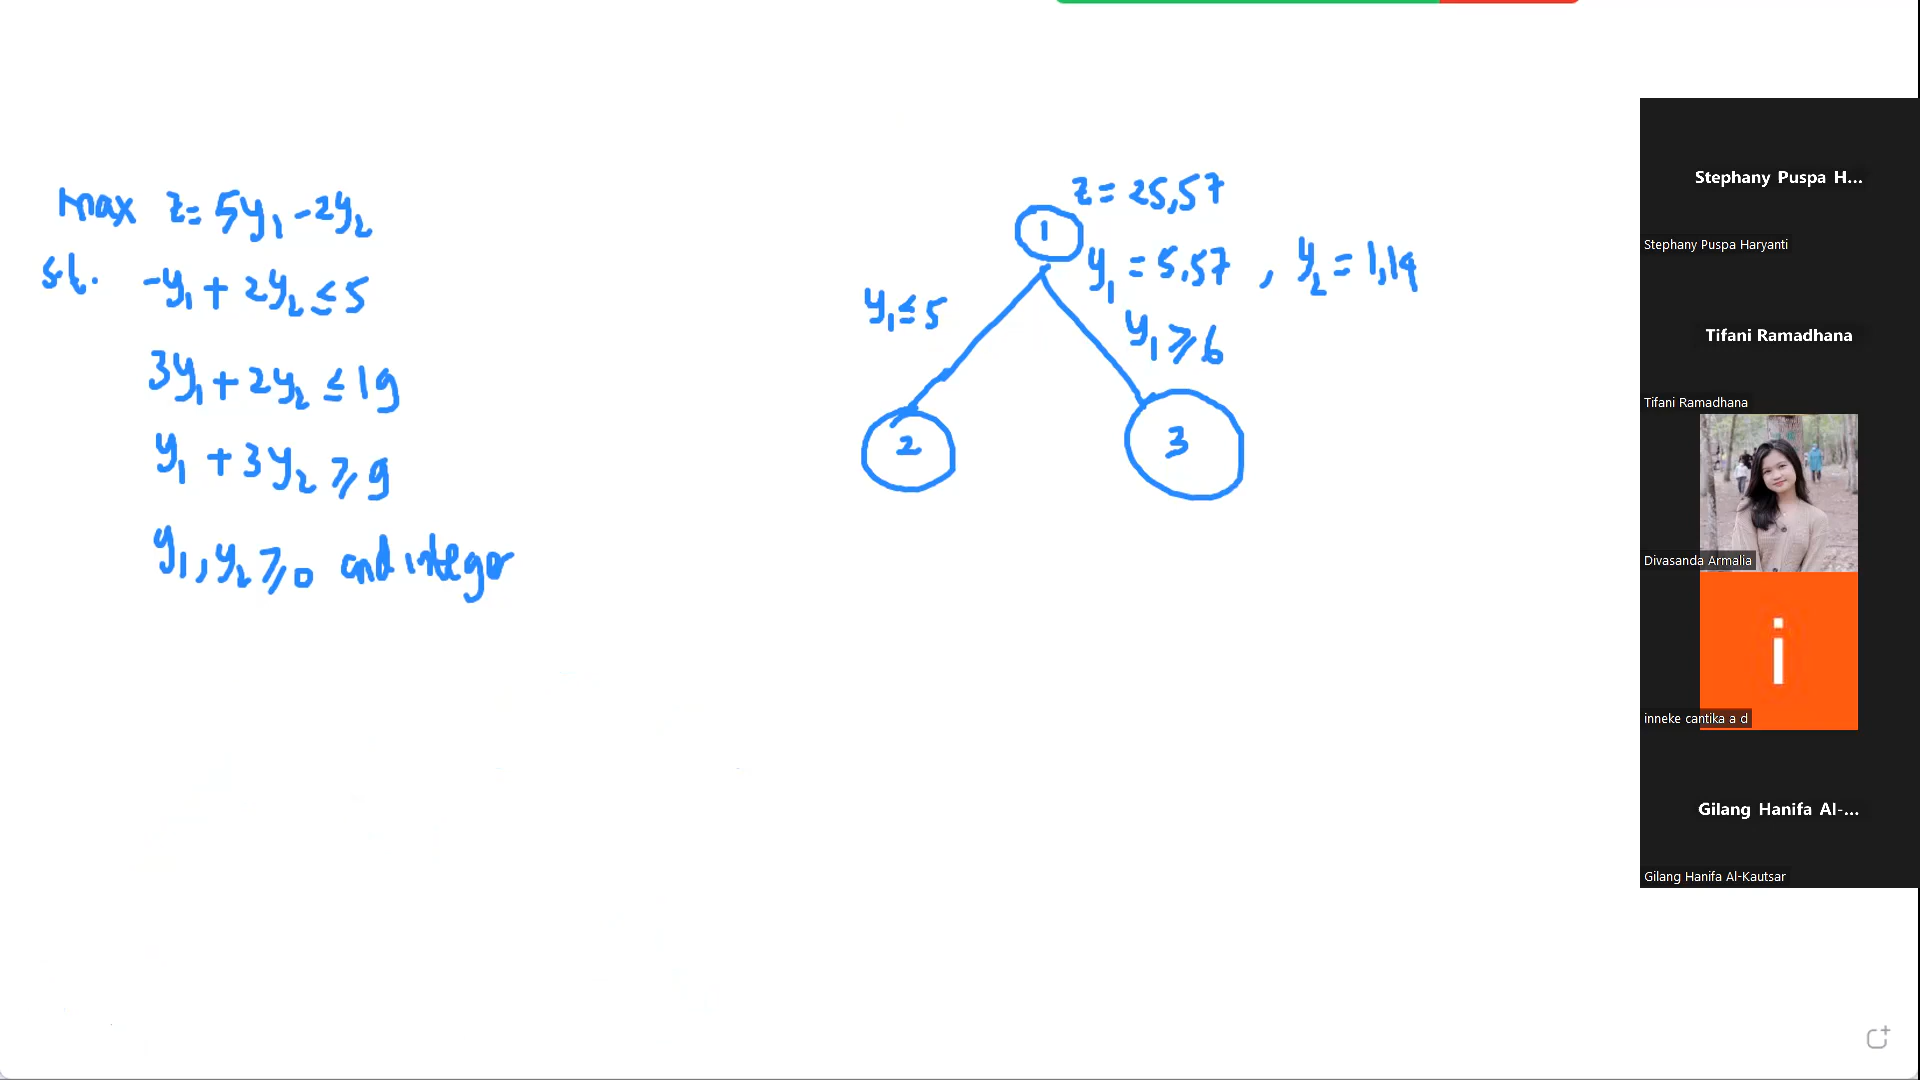 max z = 5y₁ - 2y₂
st. -y₁ + 2y₂ ≤ 5
3y₁ + 2y₂ ≤ 19
y₁ + 3y₂ ≥ 9
y₁, y₂ ≥ 0 and integer
z = 25,57
1
y₁ = 5,57 , y₂ = 1,14
y₁ ≤ 5
y₁ ≥ 6
2
3
Stephany Puspa H...
Stephany Puspa Haryanti
Tifani Ramadhana
Tifani Ramadhana
Divasanda Armalia
i
inneke cantika a d
Gilang Hanifa Al-...
Gilang Hanifa Al-Kautsar